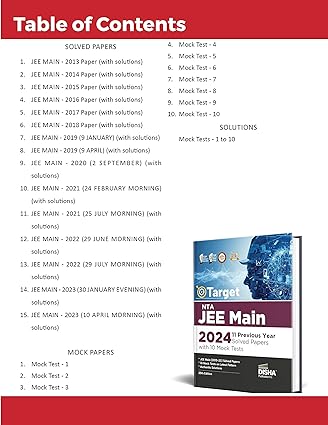 Table of Contents
SOLVED PAPERS
1. JEE MAIN - 2013 Paper (with solutions)
2. JEE MAIN - 2014 Paper (with solutions)
3. JEE MAIN - 2015 Paper (with solutions)
4. JEE MAIN - 2016 Paper (with solutions)
5. JEE MAIN - 2017 Paper (with solutions)
6. JEE MAIN - 2018 Paper (with solutions)
7. JEE MAIN - 2019 (9 JANUARY) (with solutions)
8. JEE MAIN - 2019 (9 APRIL) (with solutions)
9. JEE MAIN - 2020 (2 SEPTEMBER) (with
solutions)
10. JEE MAIN - 2021 (24 FEBRUARY MORNING)
(with solutions)
11. JEE MAIN - 2021 (25 JULY MORNING) (with
solutions)
12. JEE MAIN - 2022 (29 JUNE MORNING) (with
solutions)
13. JEE MAIN - 2022 (29 JULY MORNING) (with
solutions)
14. JEE MAIN - 2023 (30 JANUARY EVENING) (with
solutions)
15. JEE MAIN - 2023 (10 APRIL MORNING) (with
solutions)
MOCK PAPERS
1. Mock Test - 1
2. Mock Test - 2
3. Mock Test - 3
4. Mock Test - 4
5. Mock Test - 5
6. Mock Test - 6
7. Mock Test - 7
8. Mock Test - 8
9. Mock Test - 9
10. Mock Test - 10
SOLUTIONS
Mock Tests - 1 to 10
Target
NTA
JEE Main
2024 11 Previous Year
Solved Papers
with 10 Mock Tests
DISHA